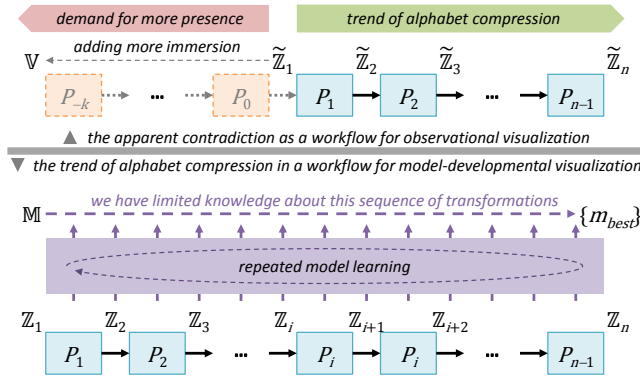 demand for more presence
trend of alphabet compression
adding more immersion
𝕍 ℤ̃₁ ℤ̃₂ ℤ̃₃ ℤ̃ₙ
P₋ₖ ... P₀ P₁ P₂ ... Pₙ₋₁
▲ the apparent contradiction as a workflow for observational visualization
▼ the trend of alphabet compression in a workflow for model-developmental visualization
we have limited knowledge about this sequence of transformations
𝕄 {m_best}
repeated model learning
ℤ₁ ℤ₂ ℤ₃ ℤᵢ ℤᵢ₊₁ ℤᵢ₊₂ ℤₙ
P₁ P₂ ... Pᵢ Pᵢ ... Pₙ₋₁